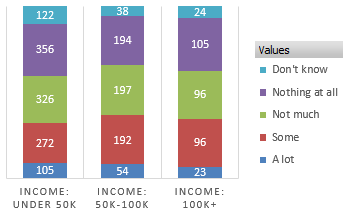 122
38
24
356
194
105
326
197
96
272
192
96
105
54
23
INCOME:
UNDER 50K
INCOME:
50K-100K
INCOME:
100K+
Values
Don't know
Nothing at all
Not much
Some
A lot